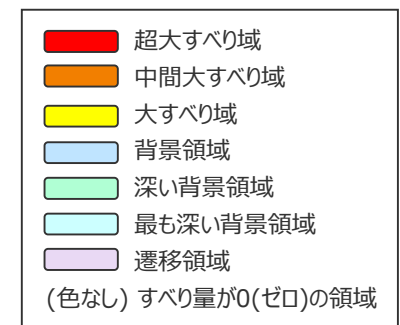 超大すべり域
中間大すべり域
大すべり域
背景領域
深い背景領域
最も深い背景領域
遷移領域
(色なし) すべり量が0(ゼロ)の領域